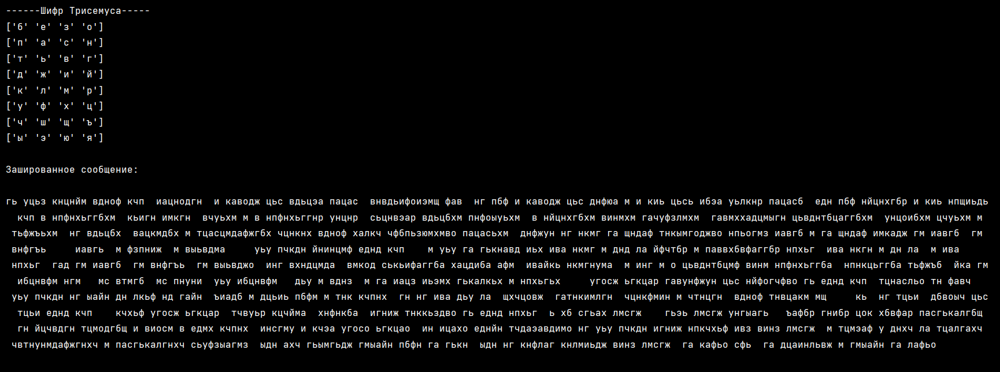 ------Шифр Трисемуса-----
['б' 'е' 'з' 'о']
['п' 'а' 'с' 'н']
['т' 'ь' 'в' 'г']
['д' 'ж' 'и' 'й']
['к' 'л' 'м' 'р']
['у' 'ф' 'х' 'ц']
['ч' 'ш' 'щ' 'ъ']
['ы' 'э' 'ю' 'я']
Зашированное сообщение:
гь уцьз кнцнйм вдноф кчп  иацнодгн  и каводж цьс вдьцэа пацас  внвдьифоиэмщ фав  нг пбф и каводж цьс днфюа м и киь цьсь ибэа уьлкнр пацасб  едн пбф нйцнхгбр и киь нпщиьдь
кчп в нпфнхьггбхм  кьигн имкгн  вчуьхм м в нпфнхьггнр унцнр  сьцнвэар вдьцбхм пнфоыуьхм  в нйцнхгбхм винмхм гачуфзлмхм  гавмххадцмыгн цьвднтбцаггбхм  унцоибхм цчуьхм м
тьфжъьхм  нг вдьцбх  вацкмдбх м тцасцмдафжгбх чцнкнх вдноф халкч чфбпьзюмхмво пацасьхм  днфжун нг нкмг га щндаф тнкымгоджво нпьогмз иавгб м га щндаф имкадж гм иавгб  гм
внфгъь     иавгь  м фзпниж  м выьвдма     уьу пчкдн йнинцмф еднд кчп    м уьу га гькнавд иьх ива нкмг м днд ла йфчтбр м паввхбвфаггбр нпхьг  ива нкгн м дн ла  м ива
нпхьг  гад гм иавгб  гм внфгъь  гм выьвджо  инг вхндцмда  вмкод ськьифаггба хацдиба афм  ивайкь нкмгнума  м инг м о цьвднтбцмф винм нпфнхьггба  нпнкцьггба тьфжъб  йка гм
ибцнвфм нгм   мс втмгб  мс пнуни  уьу ибцнвфм   дьу м вднз  м га иацз иьэмх гькалкьх м нпхьгьх     угосж ьгкцар гавунфжун цьс нйфогчфво гь еднд кчп  тцнасльо тн фавч
уьу пчкдн нг ыайн дн лкьф нд гайн  ъиадб м дцьиь пбфм м тнк кчпнх  гн нг ива дьу ла  щхчцовж  гатнкимлгн  чцнкфмин м чтнцгн  вдноф тнвцакм мщ     кь  нг тцьи  дбвоыч цьс
тцьи еднд кчп    кчхьф угосж ьгкцар  тчвуьр кцчйма  хнфнкба  игниж тнккьздво гь еднд нпхьг  ь хб сгьах лмсгж    гьэь лмсгж унгыагь   ъафбр гнибр цок хбвфар пасгькалгбщ
гн йцчвдгн тцмодгбщ и виосм в едмх кчпнх  инсгму и кчэа угосо ьгкцао  ин ицахо еднйн тчдаэавдимо нг уьу пчкдн игниж нпкчхьф ивз винз лмсгж  м тцмэаф у днхч ла тцалгахч
чвтнунмдафжгнхч м пасгькалгнхч сьуфзыагмз  ыдн ахч гьымгьдж гмыайн пбфн га гькн  ыдн нг кнфлаг кнлмиьдж винз лмсгж  га кафьо сфь  га дцаинльвж м гмыайн га лафьо